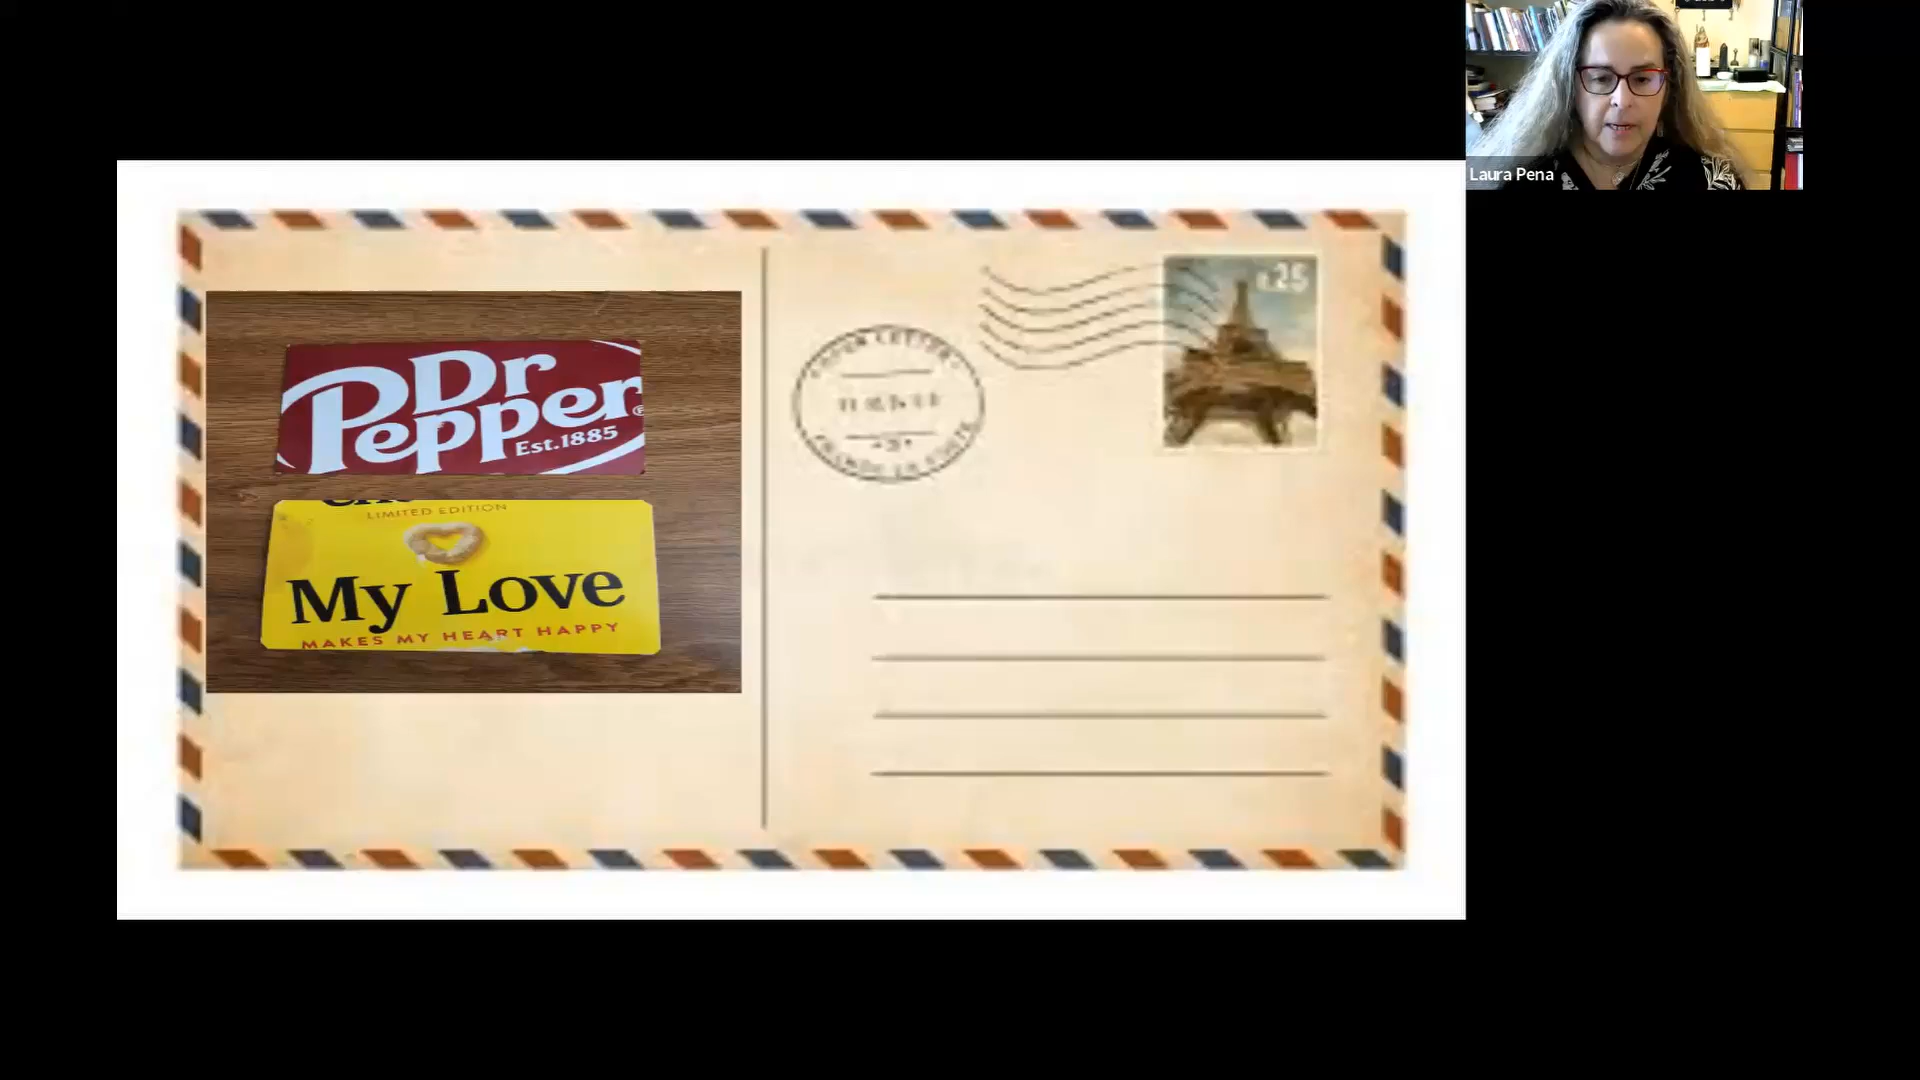 Laura Pena
Dr
Pepper
Est.1885
LIMITED EDITION
My Love
MAKES MY HEART HAPPY
.25